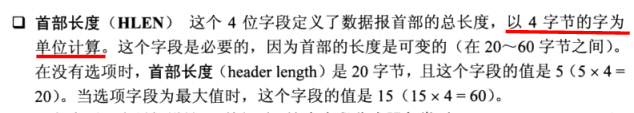 ❑ 首部长度（HLEN） 这个 4 位字段定义了数据报首部的总长度，以 4 字节的字为
单位计算。这个字段是必要的，因为首部的长度是可变的（在 20～60 字节之间）。
在没有选项时，首部长度（header length）是 20 字节，且这个字段的值是 5（5 × 4 =
20）。当选项字段为最大值时，这个字段的值是 15（15 × 4 = 60）。